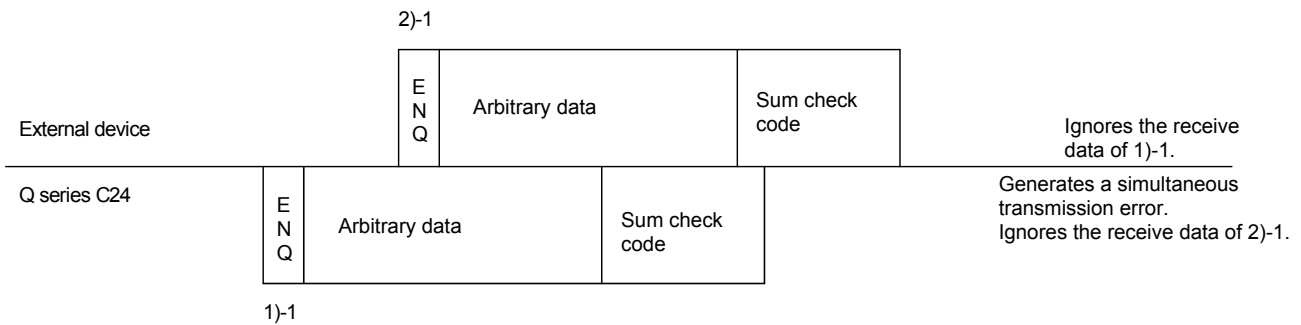 2)-1
E
N
Q
Arbitrary data
Sum check
code
External device
Ignores the receive
data of 1)-1.
Q series C24
E
N
Q
Arbitrary data
Sum check
code
Generates a simultaneous
transmission error.
Ignores the receive data of 2)-1.
1)-1